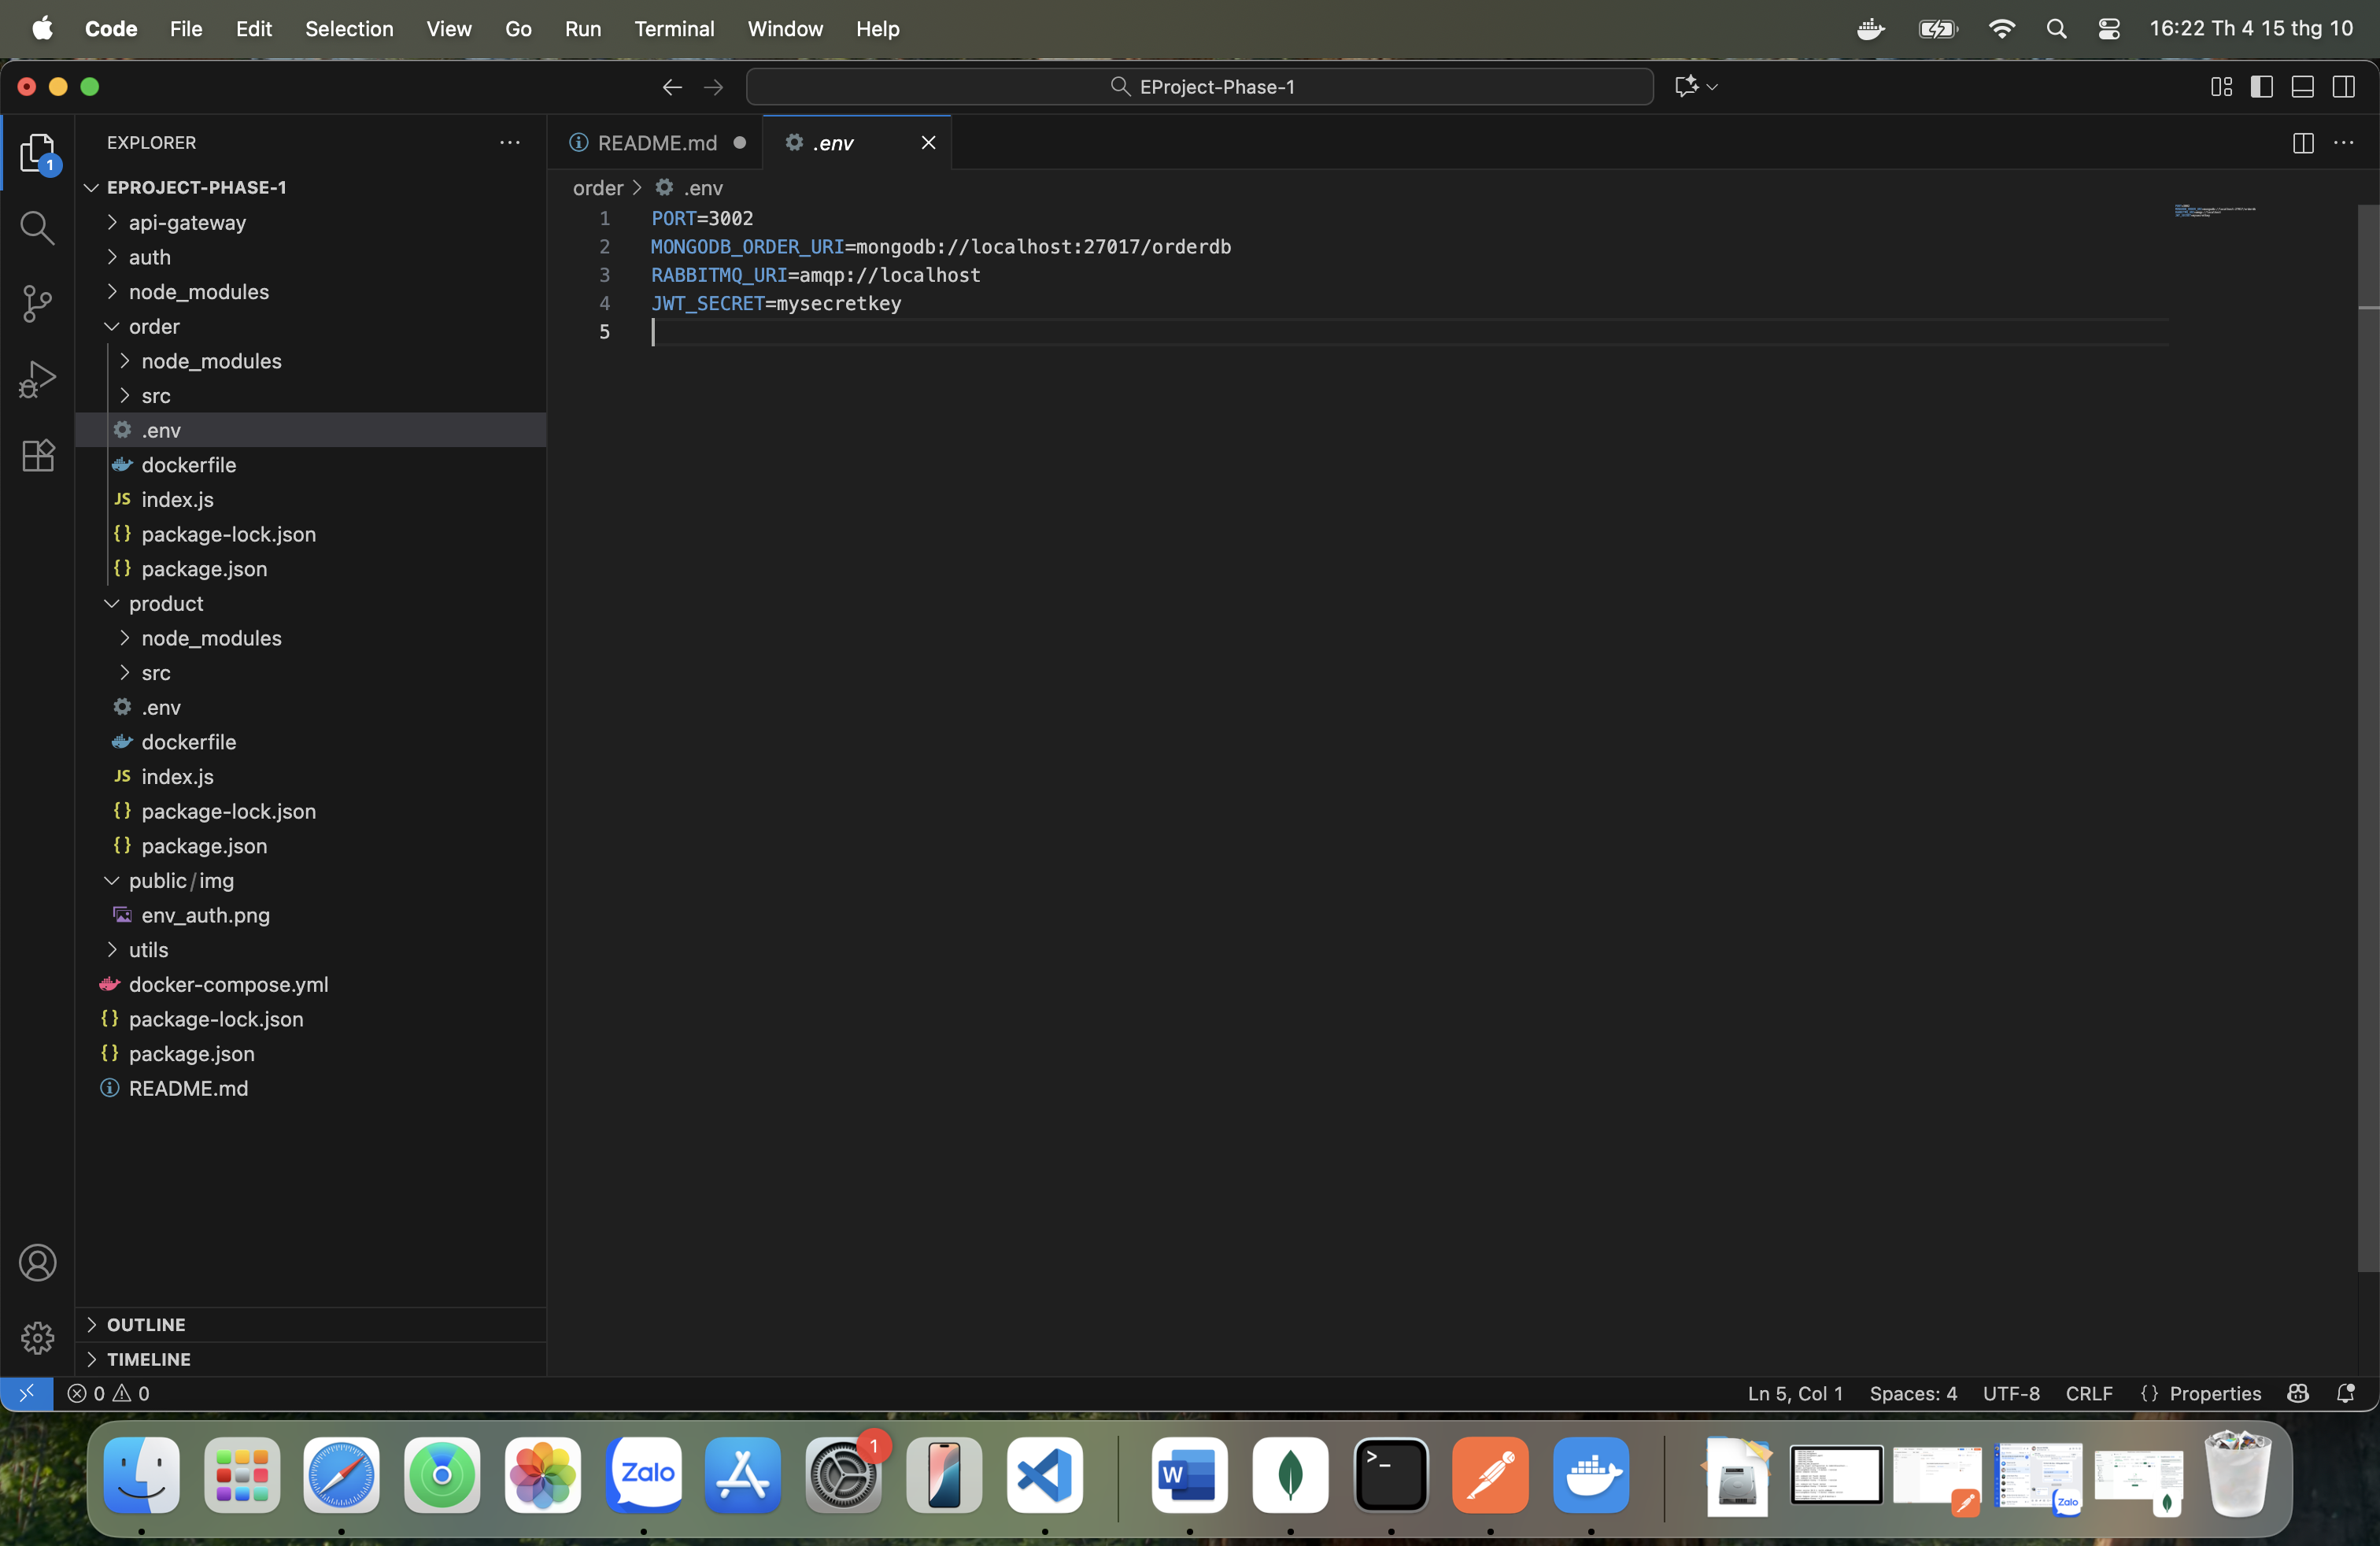 Code File Edit Selection View Go Run Terminal Window Help 16:22 Th 4 15 thg 10
EProject-Phase-1
EXPLORER
1
EPROJECT-PHASE-1
api-gateway
auth
node_modules
order
node_modules
src
.env
dockerfile
JS index.js
{} package-lock.json
{} package.json
product
node_modules
src
.env
dockerfile
JS index.js
{} package-lock.json
{} package.json
public/img
env_auth.png
utils
docker-compose.yml
{} package-lock.json
{} package.json
README.md
OUTLINE
TIMELINE
README.md .env
order > .env
1 PORT=3002
2 MONGODB_ORDER_URI=mongodb://localhost:27017/orderdb
3 RABBITMQ_URI=amqp://localhost
4 JWT_SECRET=mysecretkey
5
0 0 Ln 5, Col 1 Spaces: 4 UTF-8 CRLF {} Properties
Zalo 1 W >_ Zalo